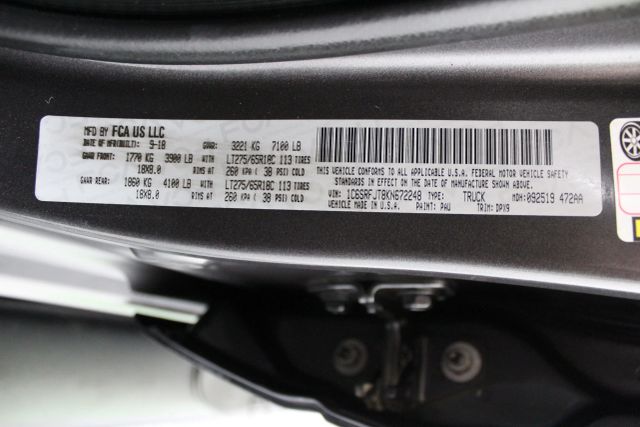 MFD BY FCA US LLC
DATE OF MFR(BUILT): 9-18 GVWR: 3221 KG 7100 LB
GAWR FRONT: 1770 KG 3900 LB WITH LT275/65R18C 113 TIRES
18X8.0 RIMS AT 260 KPA ( 38 PSI) COLD
GAWR REAR: 1860 KG 4100 LB WITH LT275/65R18C 113 TIRES
18X8.0 RIMS AT 260 KPA ( 38 PSI) COLD
THIS VEHICLE CONFORMS TO ALL APPLICABLE U.S.A. FEDERAL MOTOR VEHICLE SAFETY
STANDARDS IN EFFECT ON THE DATE OF MANUFACTURE SHOWN ABOVE.
VIN: 1C6SRFJT8KN672248 TYPE: TRUCK MDH: 092519 472AA
VEHICLE MADE IN U.S.A. PAINT: PAU TRIM: DPX9